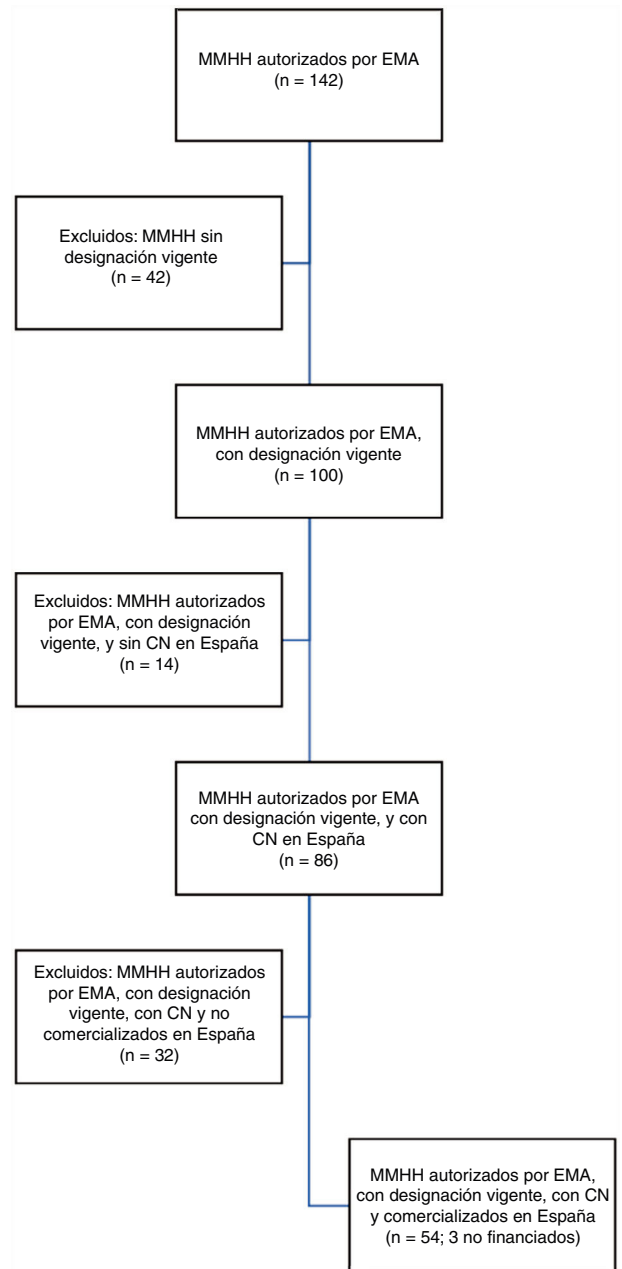 MMHH autorizados por EMA
(n = 142)
Excluidos: MMHH sin
designación vigente
(n = 42)
MMHH autorizados por EMA,
con designación vigente
(n = 100)
Excluidos: MMHH autorizados
por EMA, con designación
vigente, y sin CN en España
(n = 14)
MMHH autorizados por EMA
con designación vigente, y con
CN en España
(n = 86)
Excluidos: MMHH autorizados
por EMA, con designación
vigente, con CN y no
comercializados en España
(n = 32)
MMHH autorizados por EMA,
con designación vigente, con CN
y comercializados en España
(n = 54; 3 no financiados)